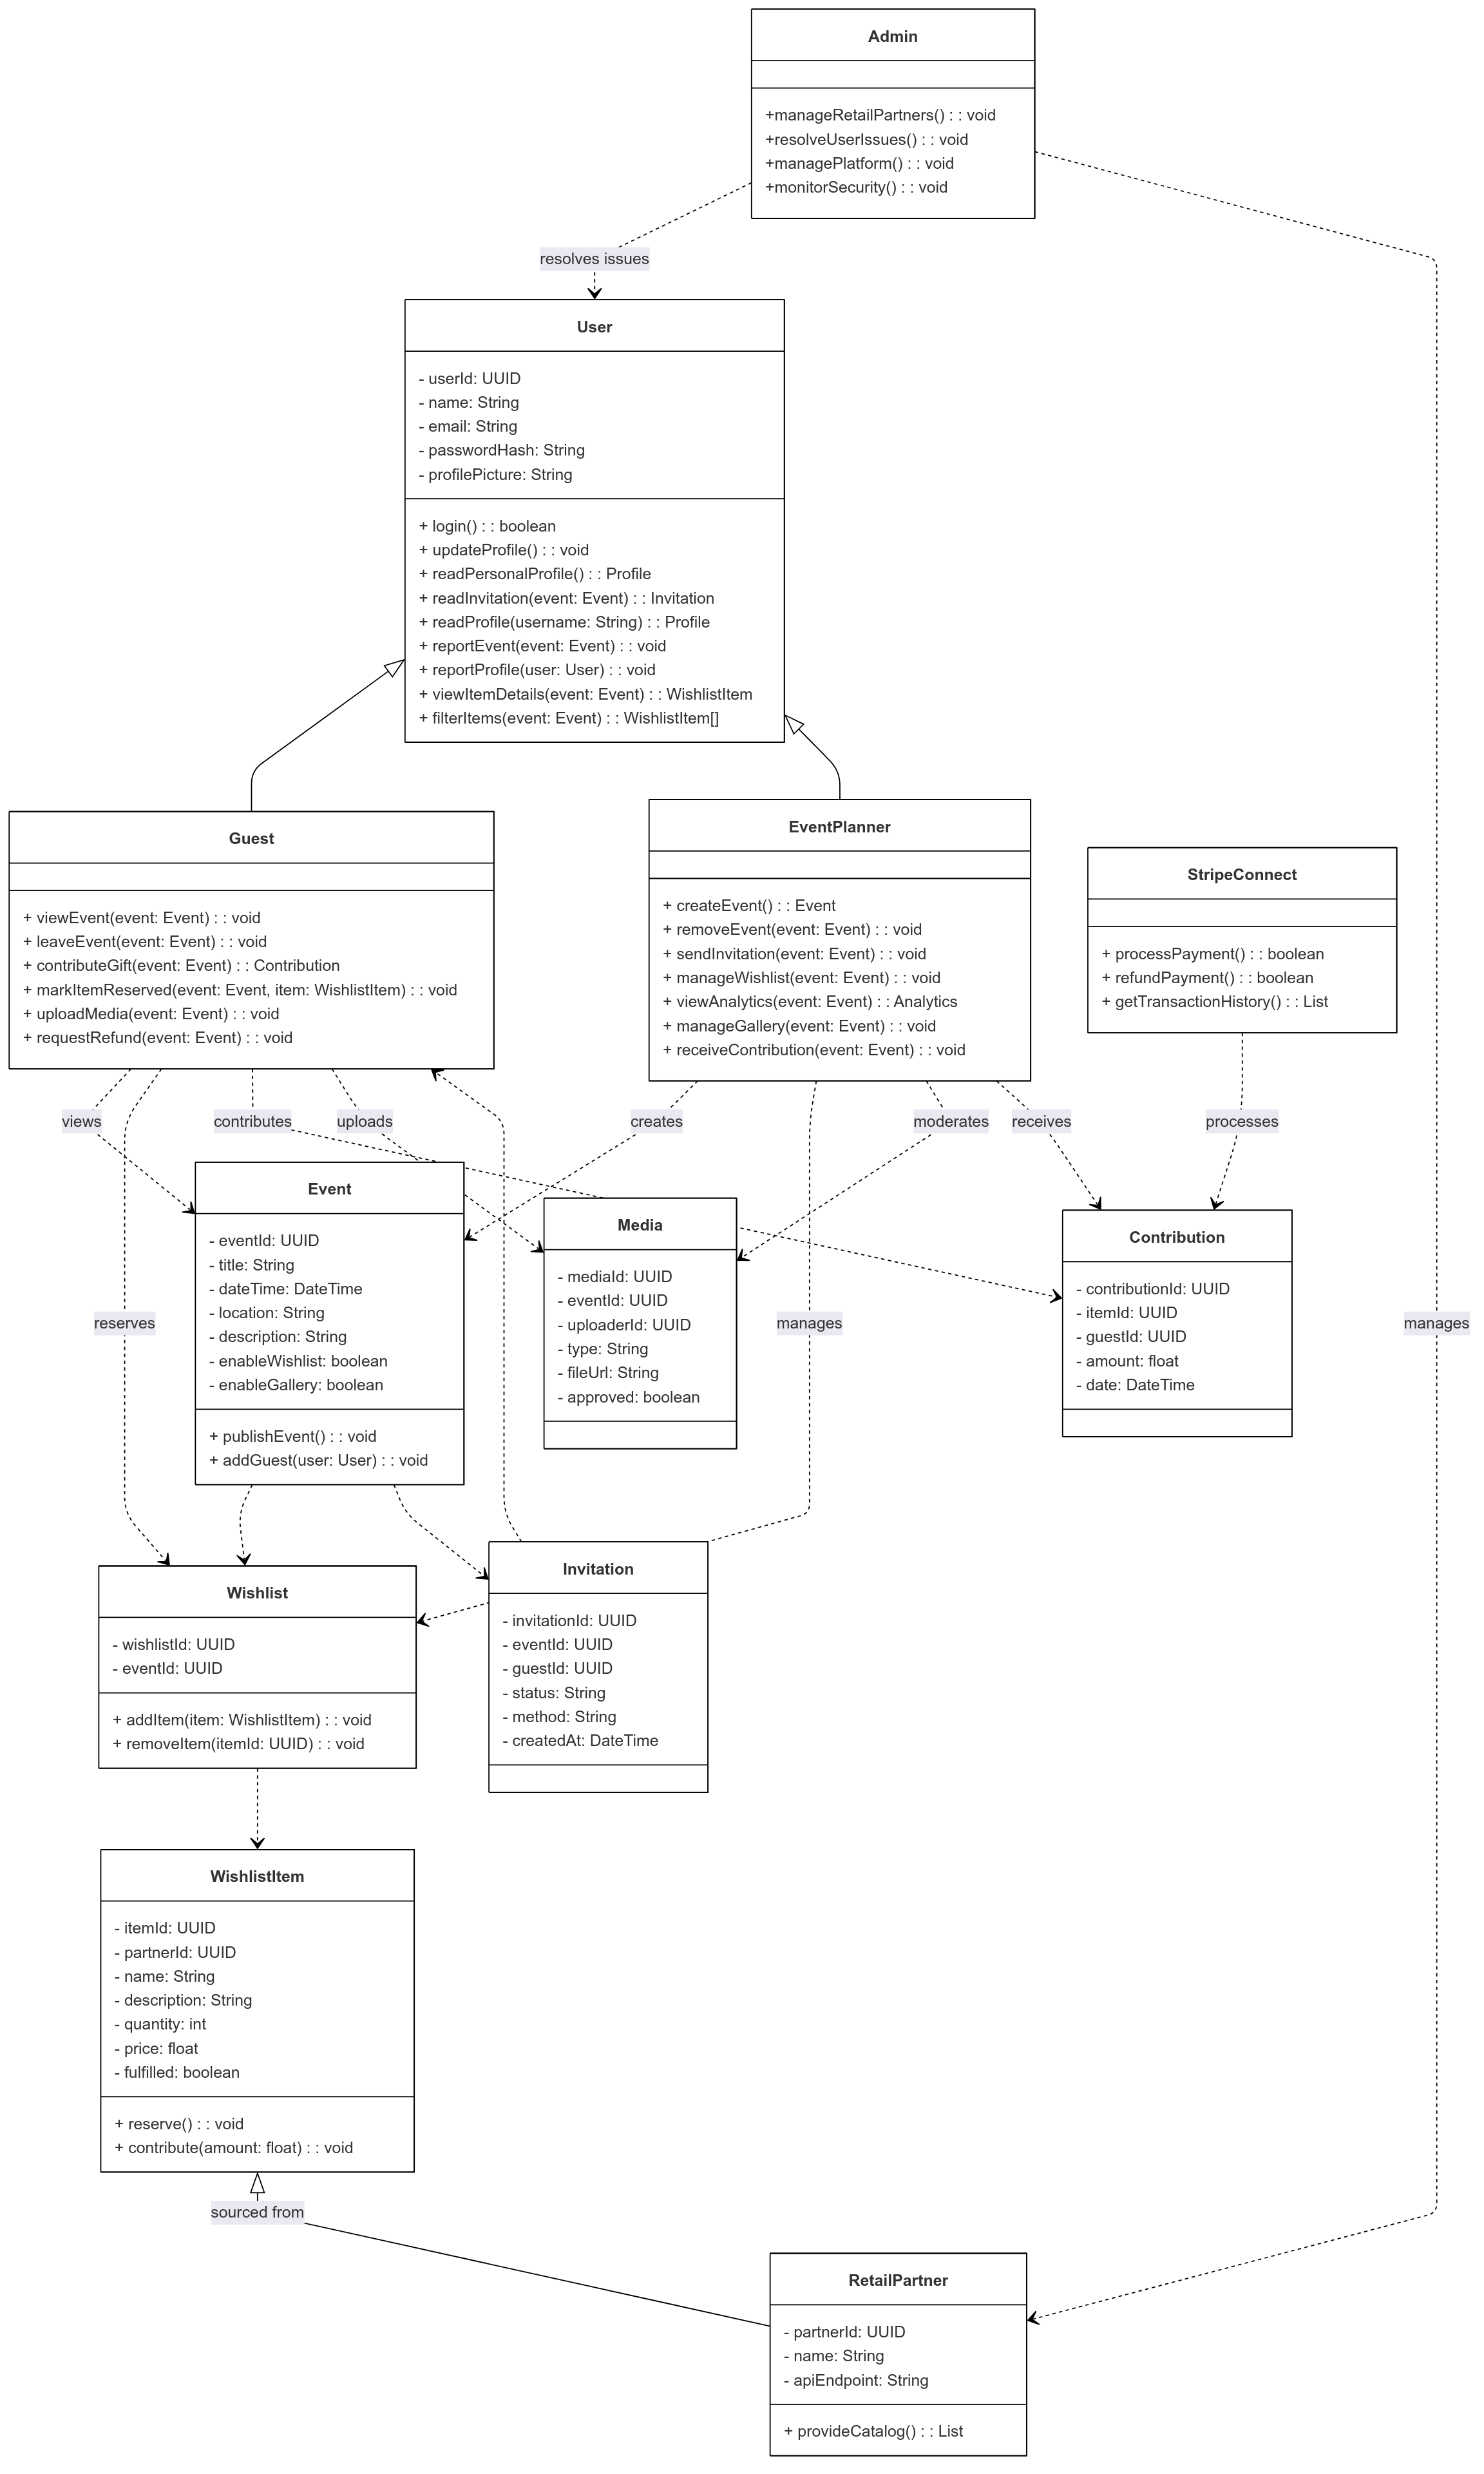 Admin
+manageRetailPartners() : : void
+resolveUserIssues() : : void
+managePlatform() : : void
+monitorSecurity() : : void
resolves issues
User
- userId: UUID
- name: String
- email: String
- passwordHash: String
- profilePicture: String
+ login() : : boolean
+ updateProfile() : : void
+ readPersonalProfile() : : Profile
+ readInvitation(event: Event) : : Invitation
+ readProfile(username: String) : : Profile
+ reportEvent(event: Event) : : void
+ reportProfile(user: User) : : void
+ viewItemDetails(event: Event) : : WishlistItem
+ filterItems(event: Event) : : WishlistItem[]
Guest
+ viewEvent(event: Event) : : void
+ leaveEvent(event: Event) : : void
+ contributeGift(event: Event) : : Contribution
+ markItemReserved(event: Event, item: WishlistItem) : : void
+ uploadMedia(event: Event) : : void
+ requestRefund(event: Event) : : void
EventPlanner
+ createEvent() : : Event
+ removeEvent(event: Event) : : void
+ sendInvitation(event: Event) : : void
+ manageWishlist(event: Event) : : void
+ viewAnalytics(event: Event) : : Analytics
+ manageGallery(event: Event) : : void
+ receiveContribution(event: Event) : : void
StripeConnect
+ processPayment() : : boolean
+ refundPayment() : : boolean
+ getTransactionHistory() : : List
views
contributes
uploads
creates
moderates
receives
processes
Event
- eventId: UUID
- title: String
- dateTime: DateTime
- location: String
- description: String
- enableWishlist: boolean
- enableGallery: boolean
+ publishEvent() : : void
+ addGuest(user: User) : : void
Media
- mediaId: UUID
- eventId: UUID
- uploaderId: UUID
- type: String
- fileUrl: String
- approved: boolean
Contribution
- contributionId: UUID
- itemId: UUID
- guestId: UUID
- amount: float
- date: DateTime
reserves
manages
manages
Wishlist
- wishlistId: UUID
- eventId: UUID
+ addItem(item: WishlistItem) : : void
+ removeItem(itemId: UUID) : : void
Invitation
- invitationId: UUID
- eventId: UUID
- guestId: UUID
- status: String
- method: String
- createdAt: DateTime
WishlistItem
- itemId: UUID
- partnerId: UUID
- name: String
- description: String
- quantity: int
- price: float
- fulfilled: boolean
+ reserve() : : void
+ contribute(amount: float) : : void
sourced from
RetailPartner
- partnerId: UUID
- name: String
- apiEndpoint: String
+ provideCatalog() : : List